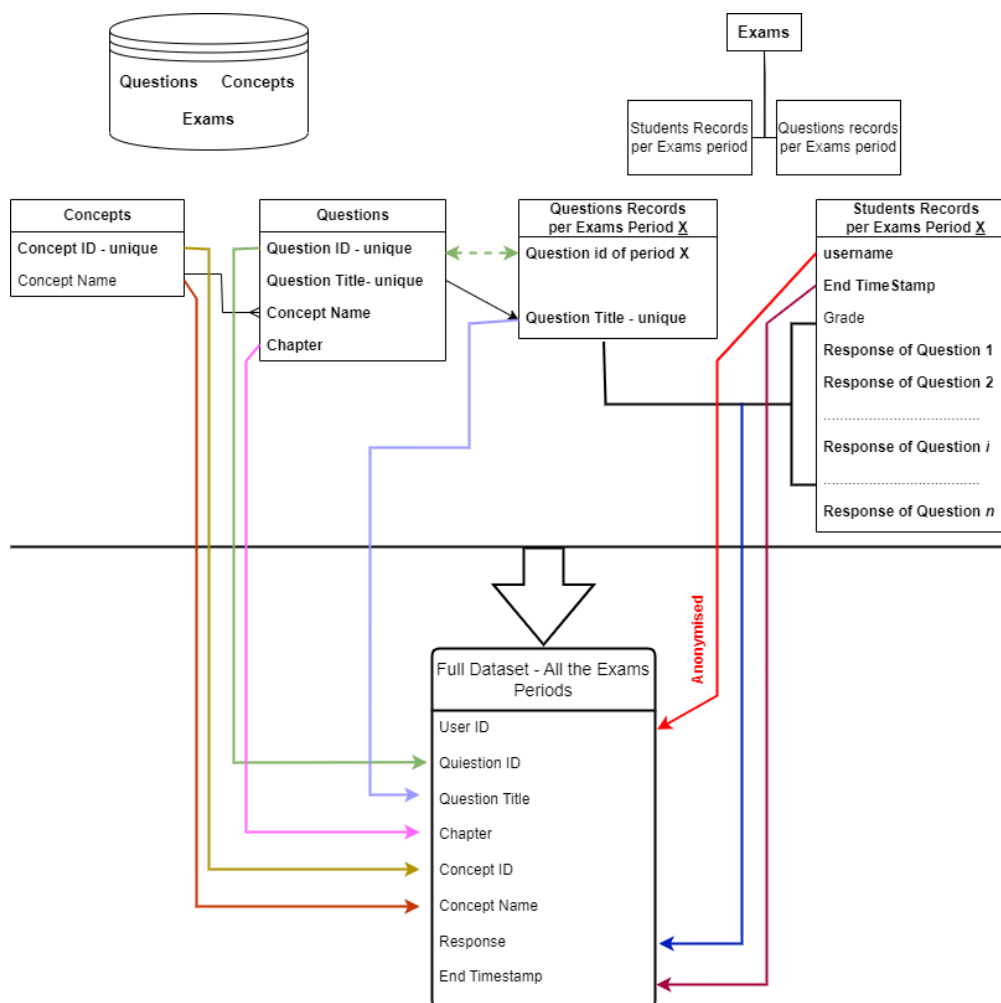 Questions Concepts
Exams
Exams
Students Records
per Exams period
Questions records
per Exams period
Concepts
Concept ID - unique
Concept Name
Questions
Question ID - unique
Question Title- unique
Concept Name
Chapter
Questions Records
per Exams Period X
Question id of period X
Question Title - unique
Students Records
per Exams Period X
username
End TimeStamp
Grade
Response of Question 1
Response of Question 2
.......................................
Response of Question i
.......................................
Response of Question n
Anonymised
Full Dataset - All the Exams
Periods
User ID
Quiestion ID
Question Title
Chapter
Concept ID
Concept Name
Response
End Timestamp